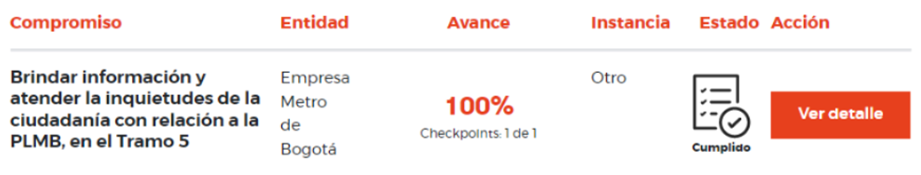 Compromiso Entidad Avance Instancia Estado Acción
Brindar información y
atender la inquietudes de la
ciudadanía con relación a la
PLMB, en el Tramo 5
Empresa
Metro
de
Bogotá
100%
Checkpoints: 1 de 1
Otro
Cumplido
Ver detalle